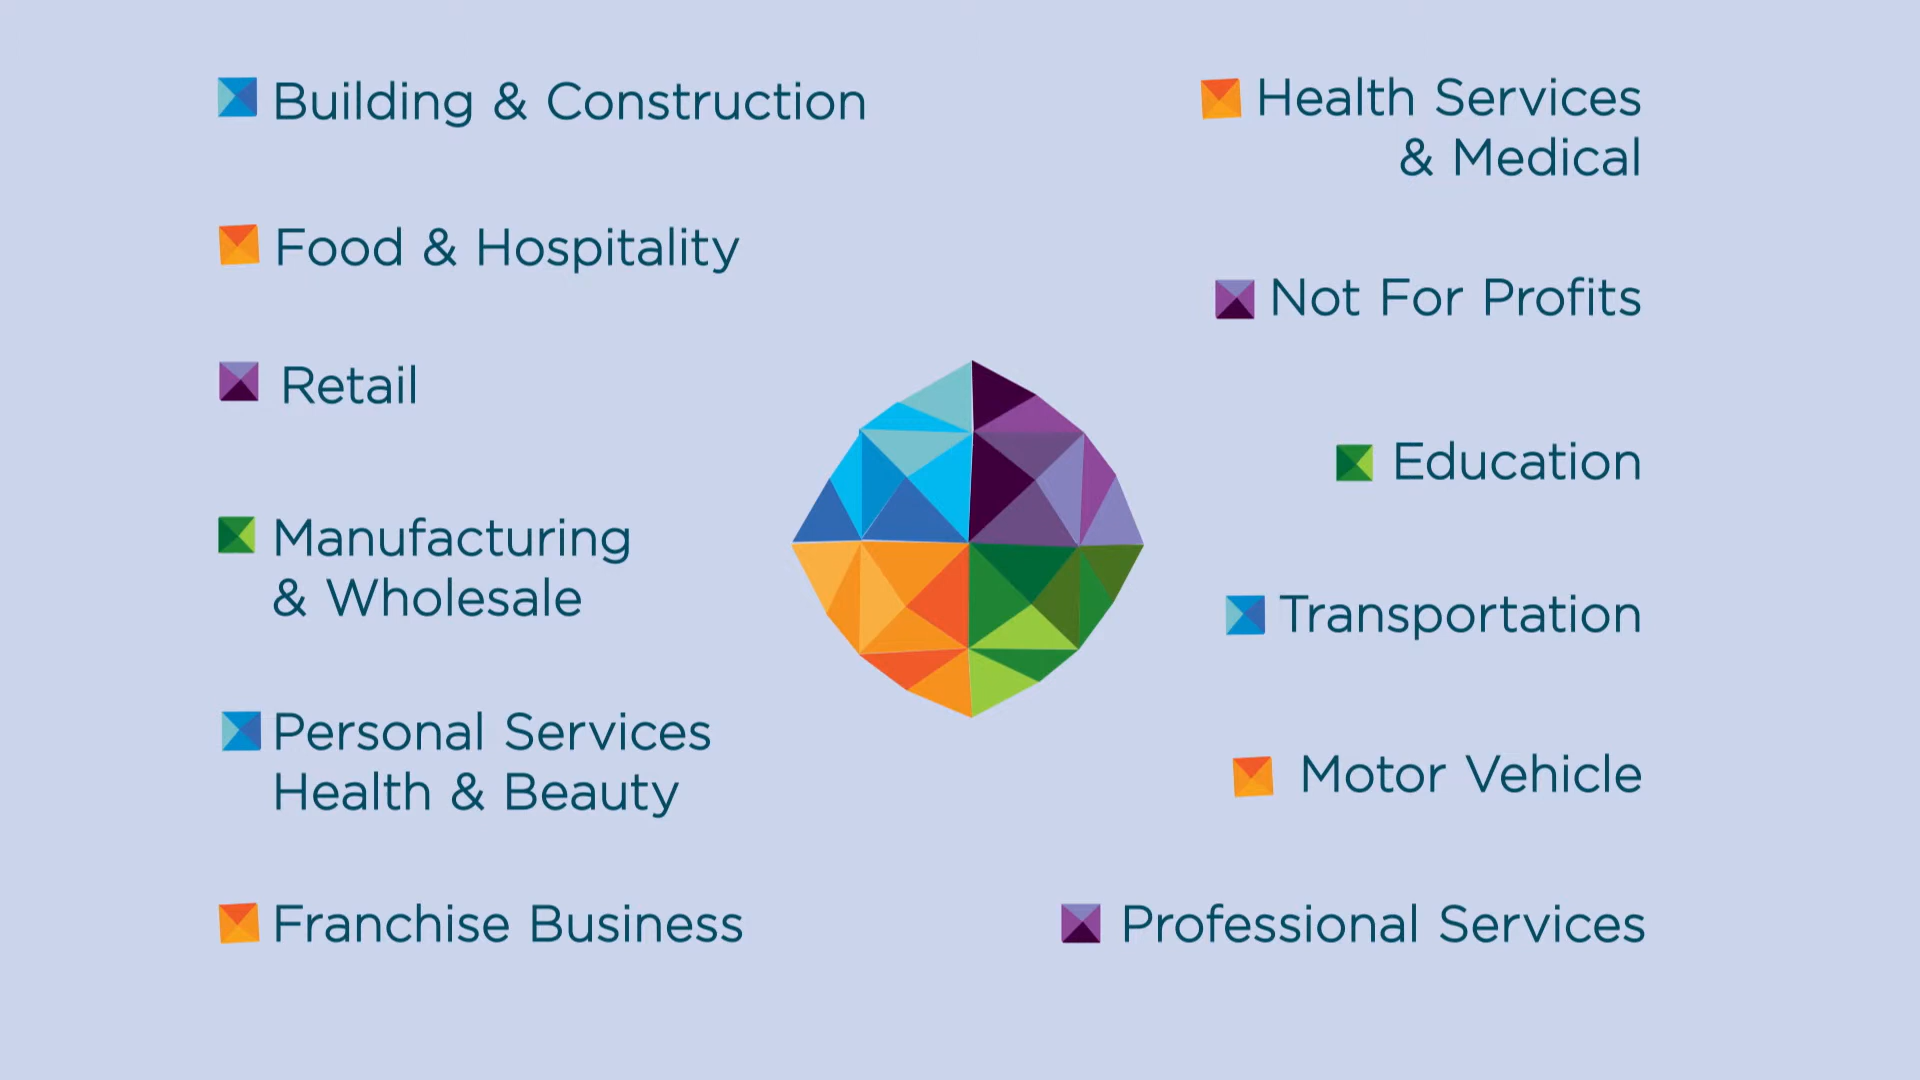 Building & Construction
Food & Hospitality
Retail
Manufacturing
& Wholesale
Personal Services
Health & Beauty
Franchise Business
Health Services
& Medical
Not For Profits
Education
Transportation
Motor Vehicle
Professional Services